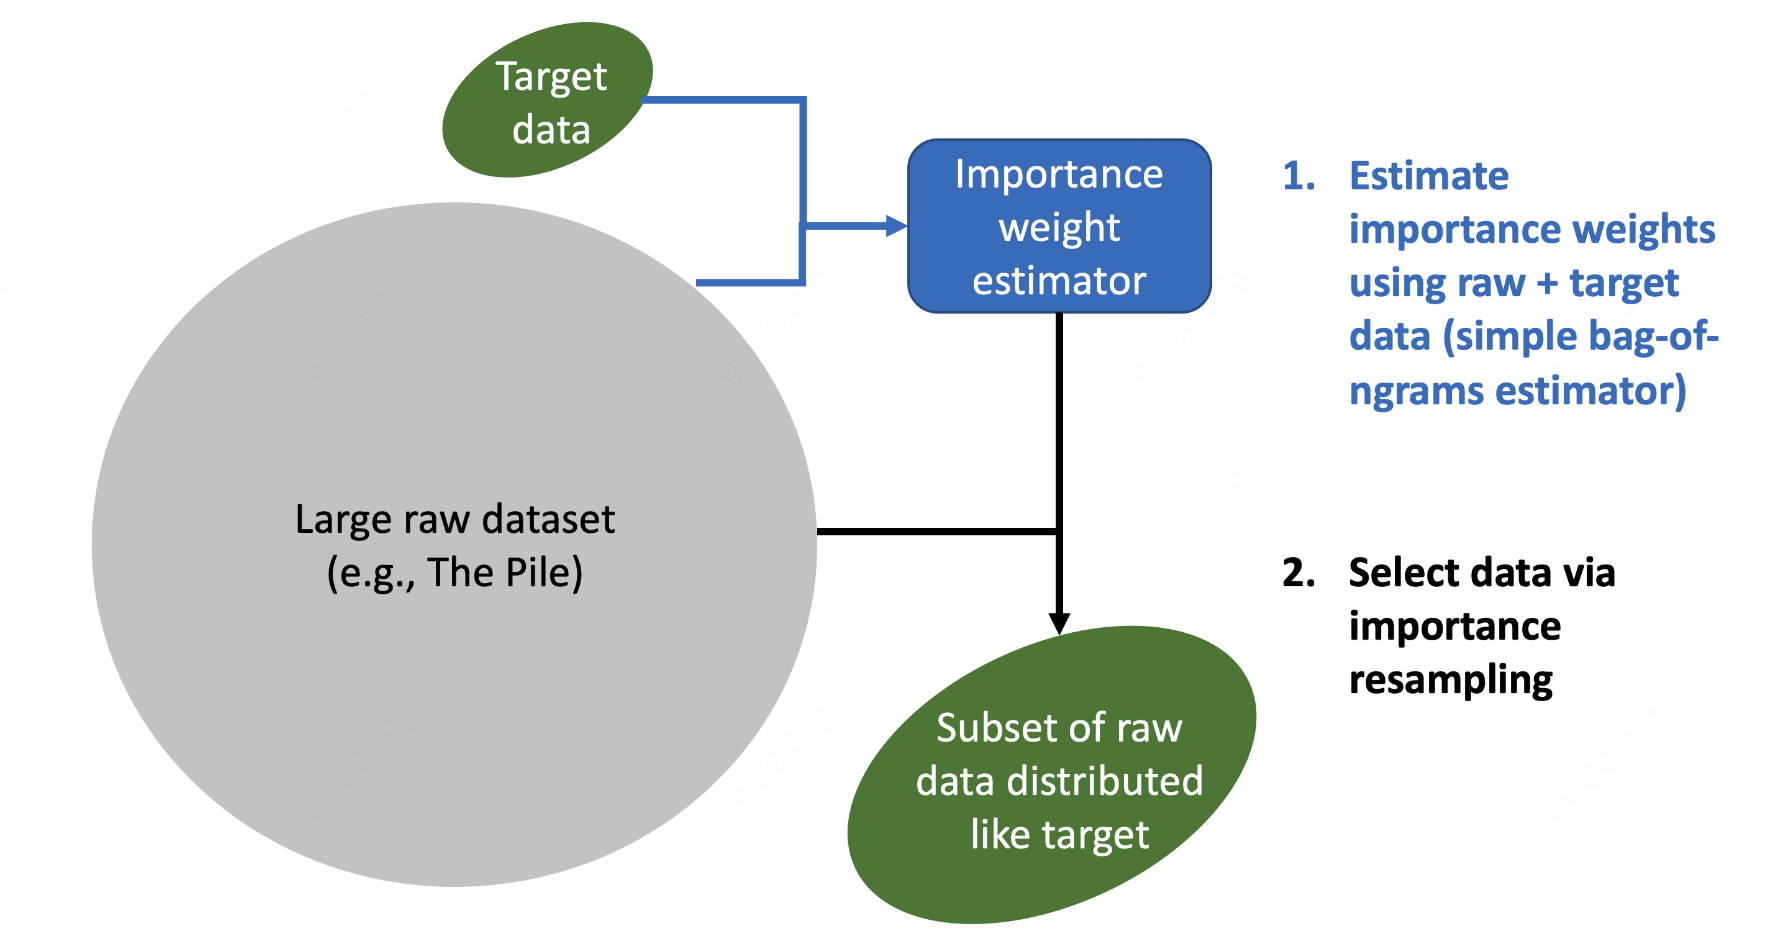 Target
data
Importance
weight
estimator
1. Estimate
importance weights
using raw + target
data (simple bag-of-
ngrams estimator)
Large raw dataset
(e.g., The Pile)
2. Select data via
importance
resampling
Subset of raw
data distributed
like target